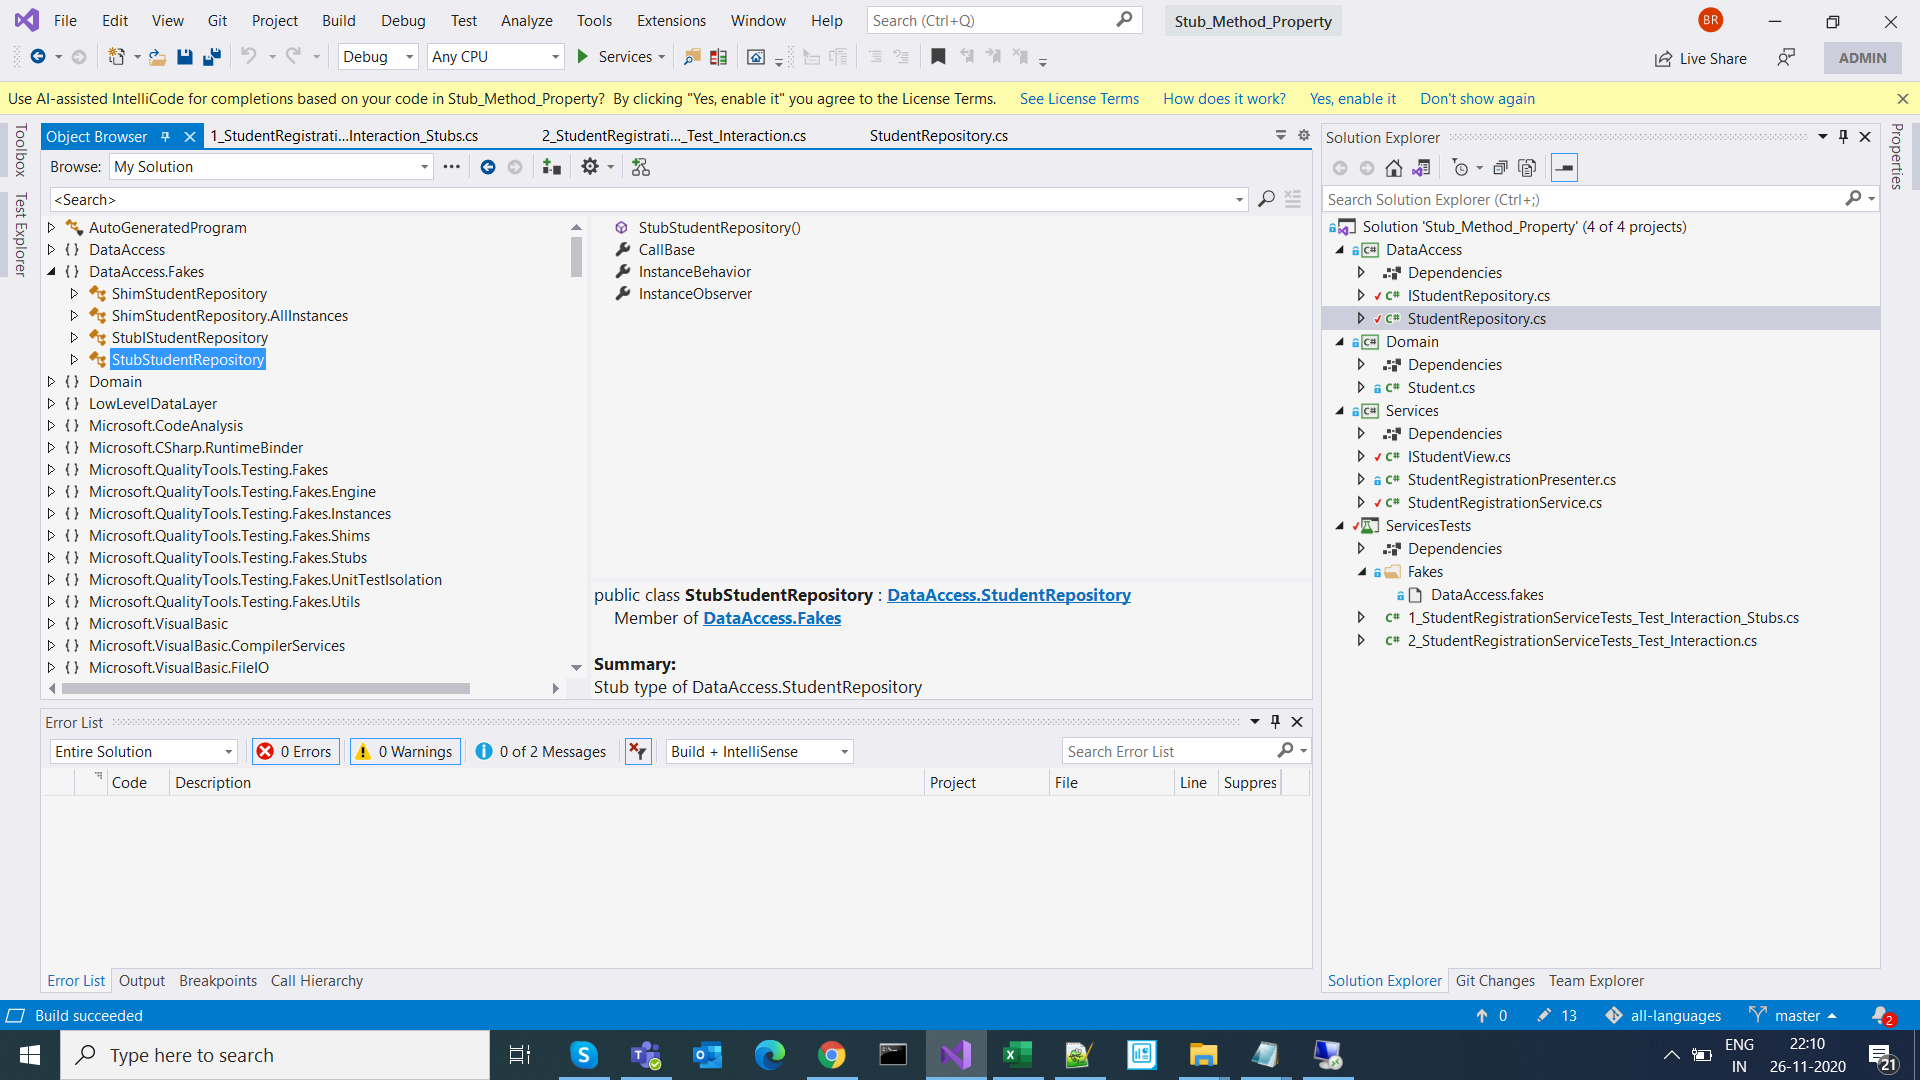 File Edit View Git Project Build Debug Test Analyze Tools Extensions Window Help Search (Ctrl+Q) Stub_Method_Property BR
Debug Any CPU Services Live Share ADMIN
Use AI-assisted IntelliCode for completions based on your code in Stub_Method_Property? By clicking "Yes, enable it" you agree to the License Terms. See License Terms How does it work? Yes, enable it Don't show again
Toolbox
Test Explorer
Object Browser 1_StudentRegistrati...Interaction_Stubs.cs 2_StudentRegistrati..._Test_Interaction.cs StudentRepository.cs
Browse: My Solution
<Search>
AutoGeneratedProgram
DataAccess
DataAccess.Fakes
ShimStudentRepository
ShimStudentRepository.AllInstances
StubIStudentRepository
StubStudentRepository
Domain
LowLevelDataLayer
Microsoft.CodeAnalysis
Microsoft.CSharp.RuntimeBinder
Microsoft.QualityTools.Testing.Fakes
Microsoft.QualityTools.Testing.Fakes.Engine
Microsoft.QualityTools.Testing.Fakes.Instances
Microsoft.QualityTools.Testing.Fakes.Shims
Microsoft.QualityTools.Testing.Fakes.Stubs
Microsoft.QualityTools.Testing.Fakes.UnitTestIsolation
Microsoft.QualityTools.Testing.Fakes.Utils
Microsoft.VisualBasic
Microsoft.VisualBasic.CompilerServices
Microsoft.VisualBasic.FileIO
StubStudentRepository()
CallBase
InstanceBehavior
InstanceObserver
public class StubStudentRepository : DataAccess.StudentRepository
Member of DataAccess.Fakes
Summary:
Stub type of DataAccess.StudentRepository
Error List
Entire Solution 0 Errors 0 Warnings 0 of 2 Messages Build + IntelliSense Search Error List
Code Description Project File Line Suppres
Error List Output Breakpoints Call Hierarchy
Solution Explorer
Search Solution Explorer (Ctrl+;)
Solution 'Stub_Method_Property' (4 of 4 projects)
C# DataAccess
Dependencies
C# IStudentRepository.cs
C# StudentRepository.cs
C# Domain
Dependencies
C# Student.cs
C# Services
Dependencies
C# IStudentView.cs
C# StudentRegistrationPresenter.cs
C# StudentRegistrationService.cs
ServicesTests
Dependencies
Fakes
DataAccess.fakes
C# 1_StudentRegistrationServiceTests_Test_Interaction_Stubs.cs
C# 2_StudentRegistrationServiceTests_Test_Interaction.cs
Solution Explorer Git Changes Team Explorer
Properties
Build succeeded 0 13 all-languages master 2
Type here to search
ENG
IN
22:10
26-11-2020
21